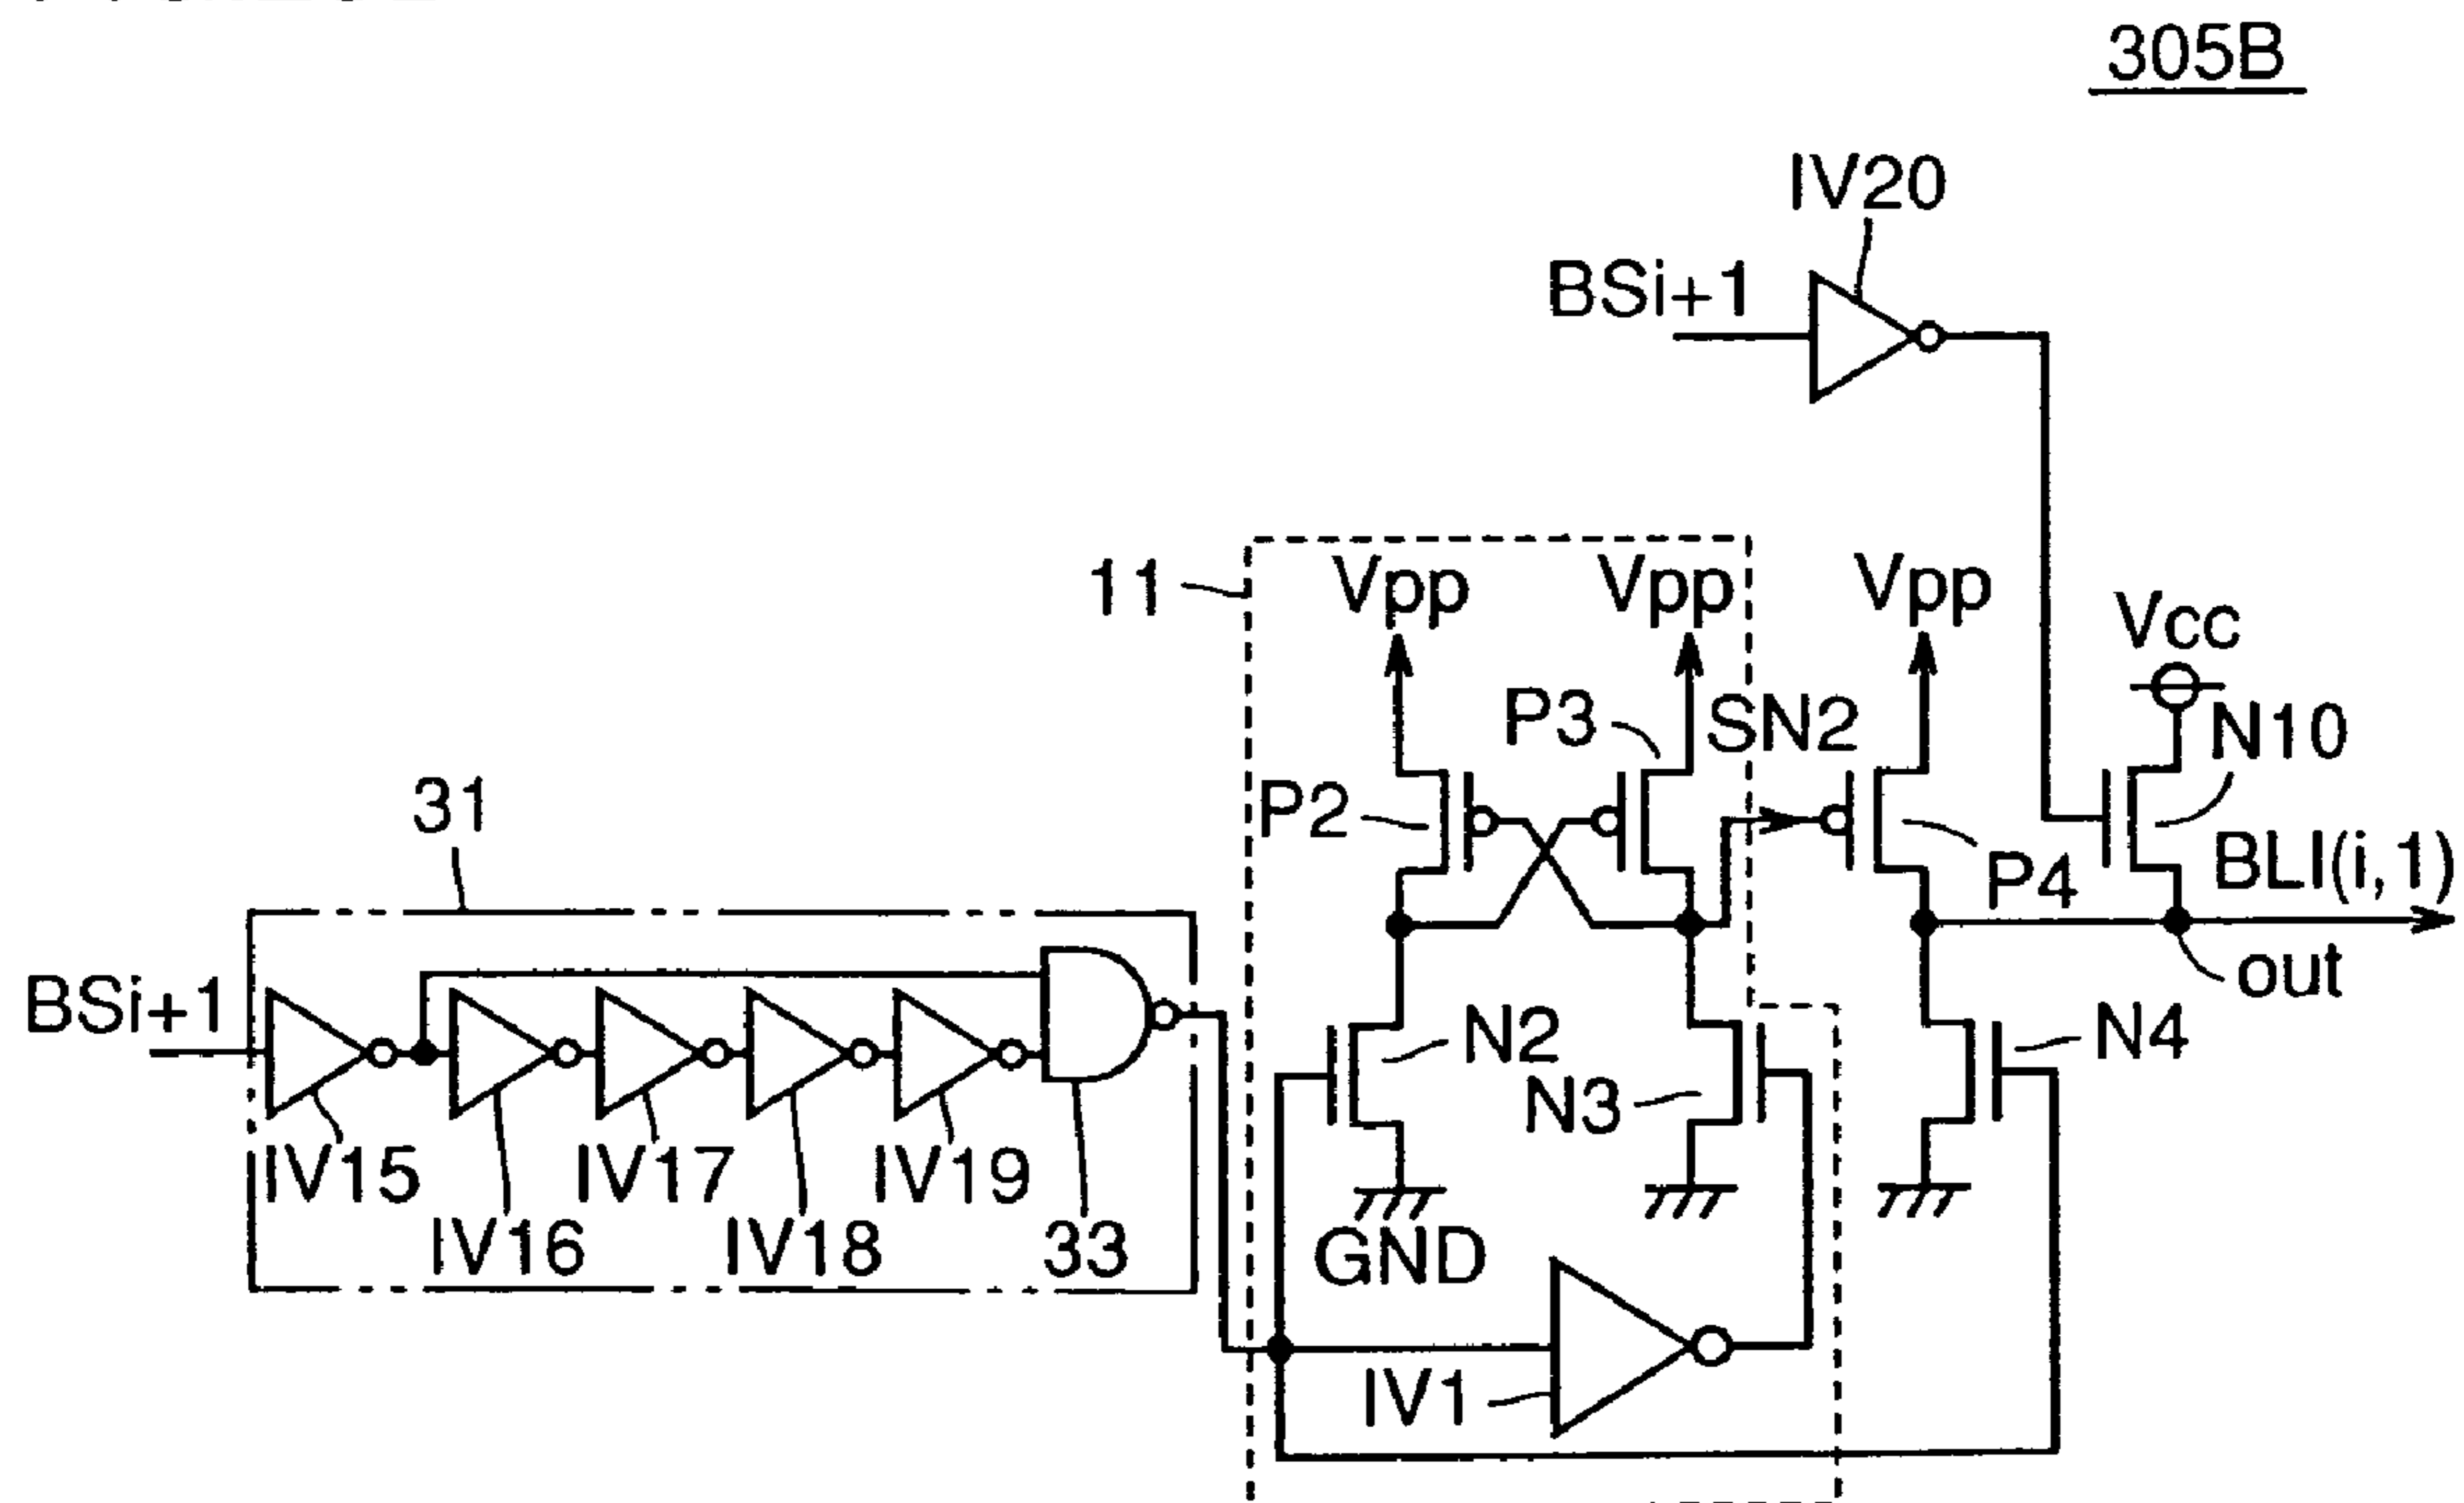 305B
IV20
BSi+1
11
Vpp
Vpp
Vpp
Vcc
P3
SN2
N10
31
P2
P4
BLI(i,1)
BSi+1
out
N2
N4
N3
IV15
IV17
IV19
IV16
IV18
33
GND
IV1